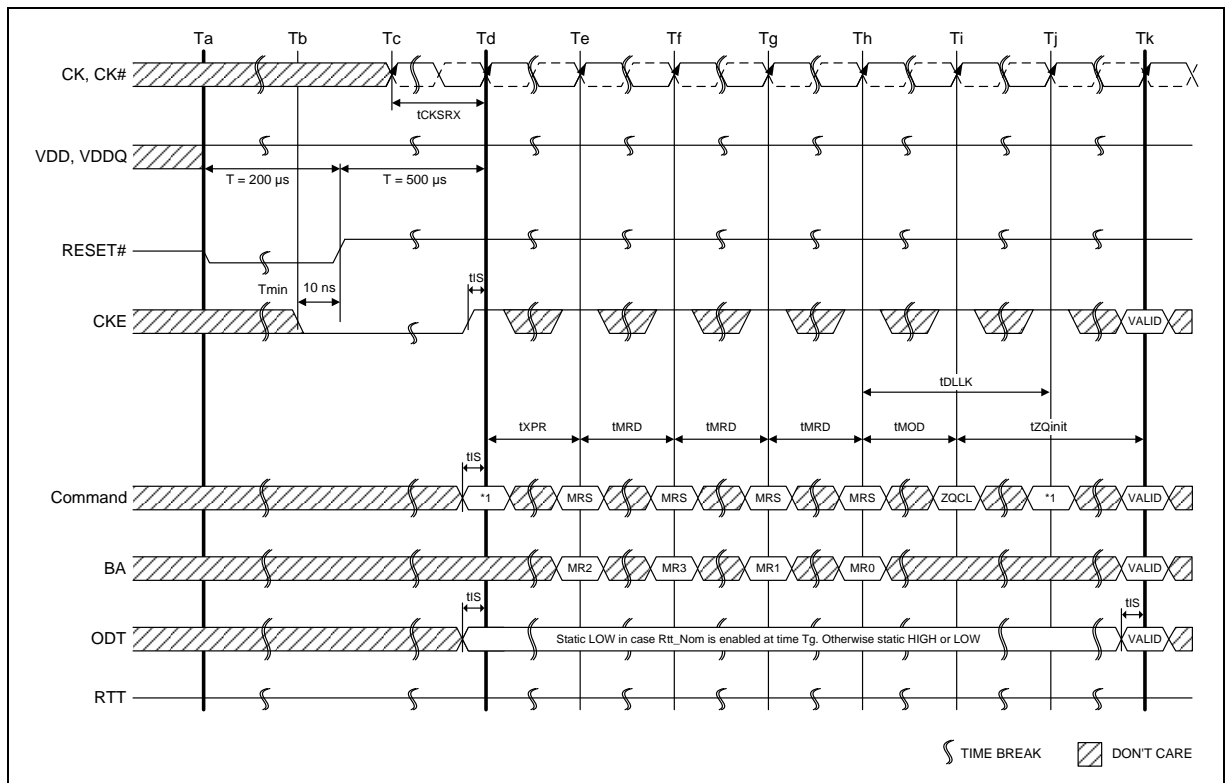 Ta Tb Tc Td Te Tf Tg Th Ti Tj Tk
CK, CK#
tCKSRX
VDD, VDDQ
T = 200 µs T = 500 µs
RESET#
Tmin 10 ns tIS
CKE VALID
tDLLK
tXPR tMRD tMRD tMRD tMOD tZQinit
tIS
Command *1 MRS MRS MRS MRS ZQCL *1 VALID
BA MR2 MR3 MR1 MR0 VALID
tIS tIS
ODT Static LOW in case Rtt_Nom is enabled at time Tg. Otherwise static HIGH or LOW VALID
RTT
TIME BREAK DON'T CARE